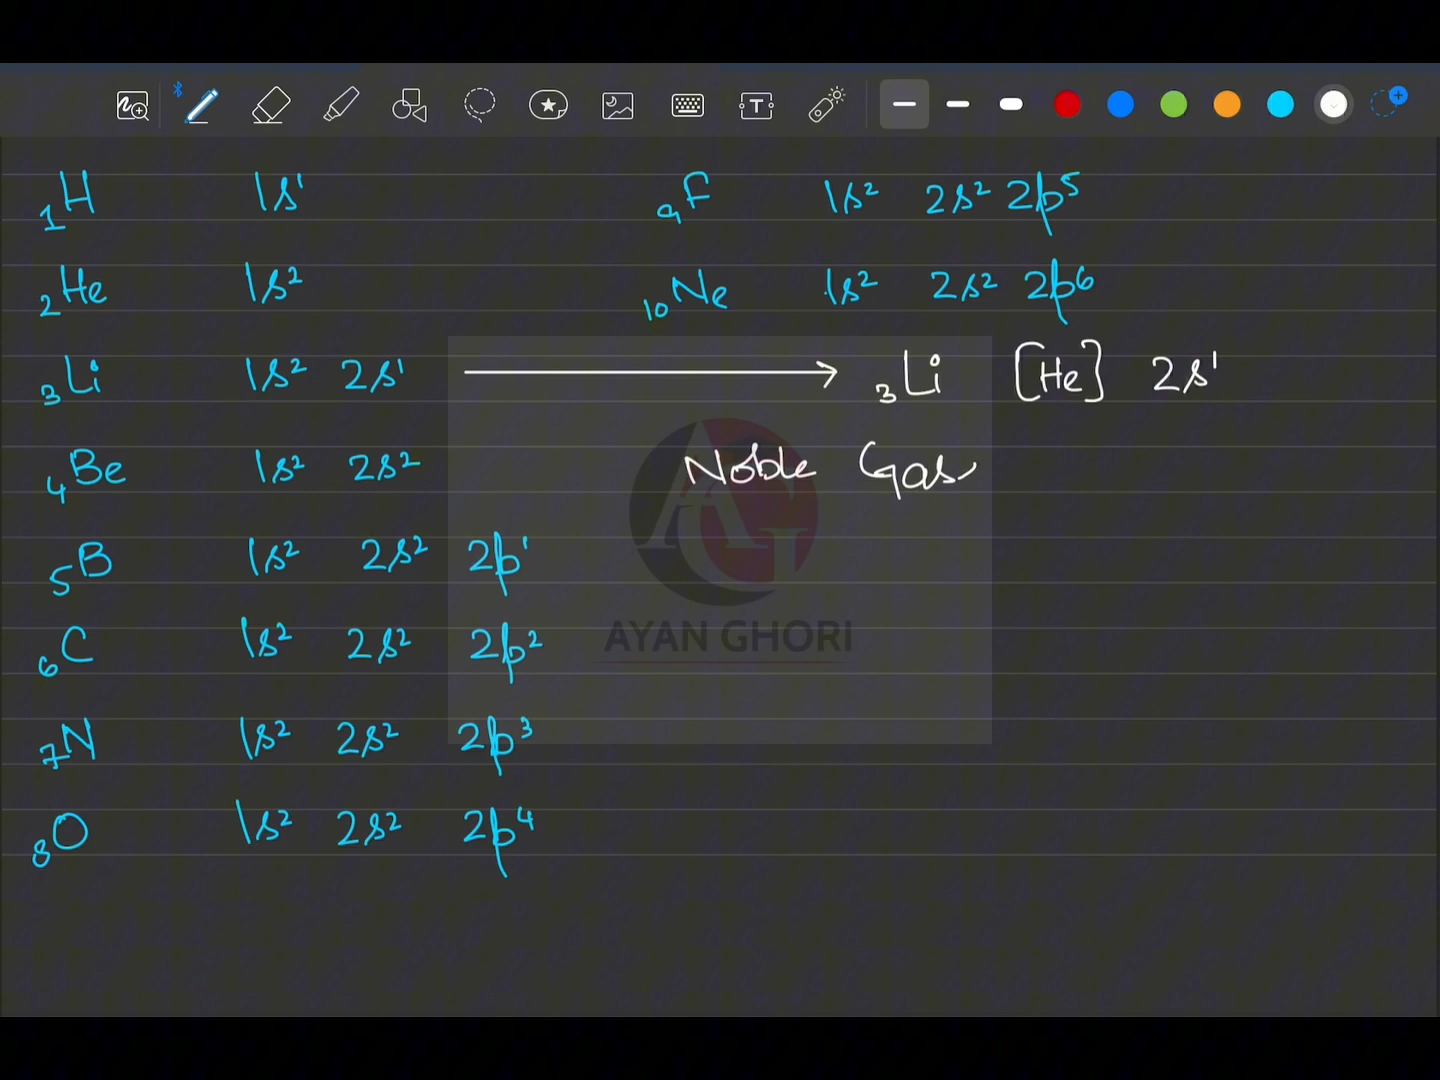 ₁H 1s¹
₂He 1s²
₃Li 1s² 2s¹ ⟶ ₃Li [He] 2s¹
₄Be 1s² 2s²
₅B 1s² 2s² 2p¹
₆C 1s² 2s² 2p²
₇N 1s² 2s² 2p³
₈O 1s² 2s² 2p⁴
₉F 1s² 2s² 2p⁵
₁₀Ne 1s² 2s² 2p⁶
Noble Gas
AG
AYAN GHORI